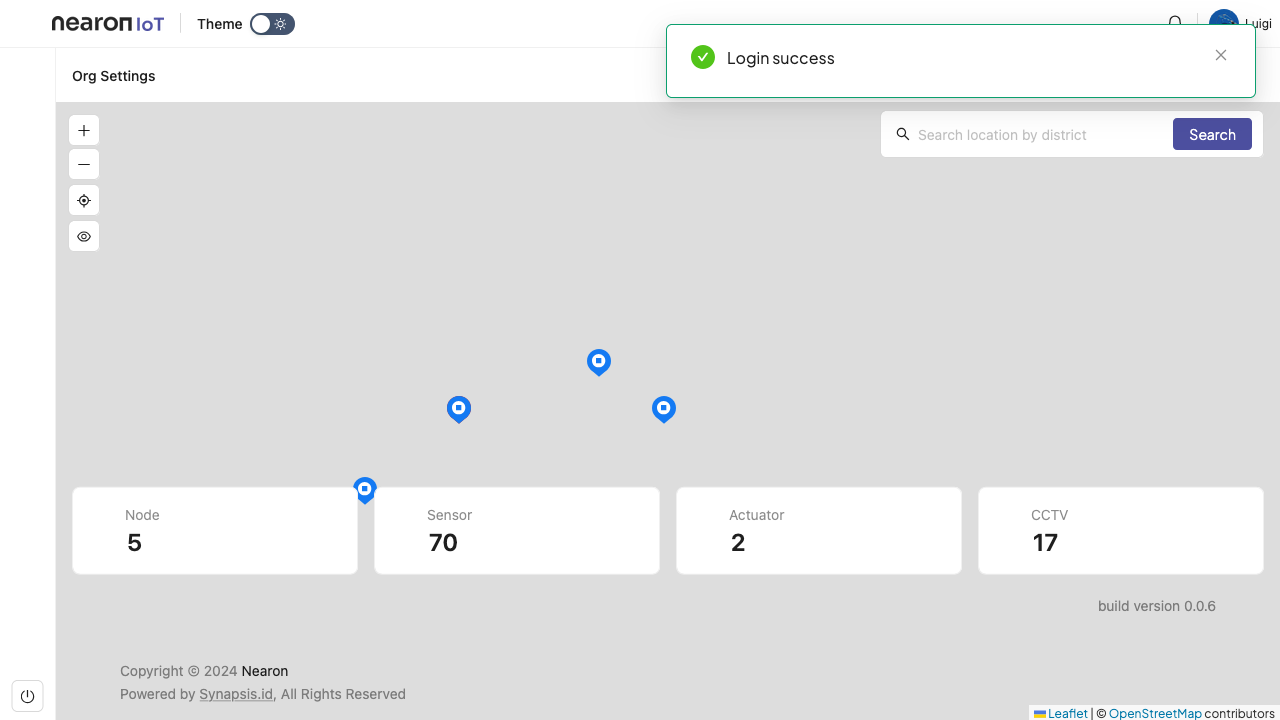 nearon IoT
Theme
Luigi
Login success
Org Settings
Search location by district
Search
Node
5
Sensor
70
Actuator
2
CCTV
17
build version 0.0.6
Copyright © 2024 Nearon
Powered by Synapsis.id, All Rights Reserved
Leaflet | © OpenStreetMap contributors